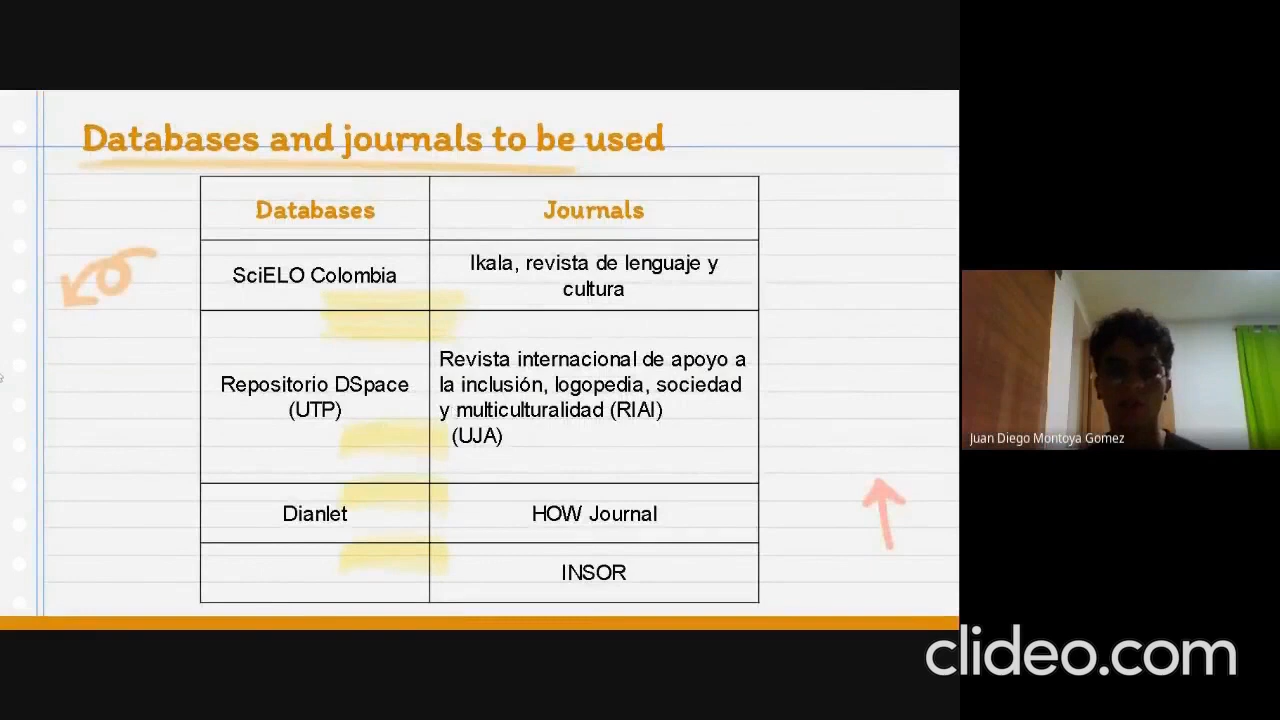 Databases and journals to be used
Databases
Journals
SciELO Colombia
Ikala, revista de lenguaje y
cultura
Repositorio DSpace
(UTP)
Revista internacional de apoyo a
la inclusión, logopedia, sociedad
y multiculturalidad (RIAI)
(UJA)
Dianlet
HOW Journal
INSOR
Juan Diego Montoya Gomez
clideo.com